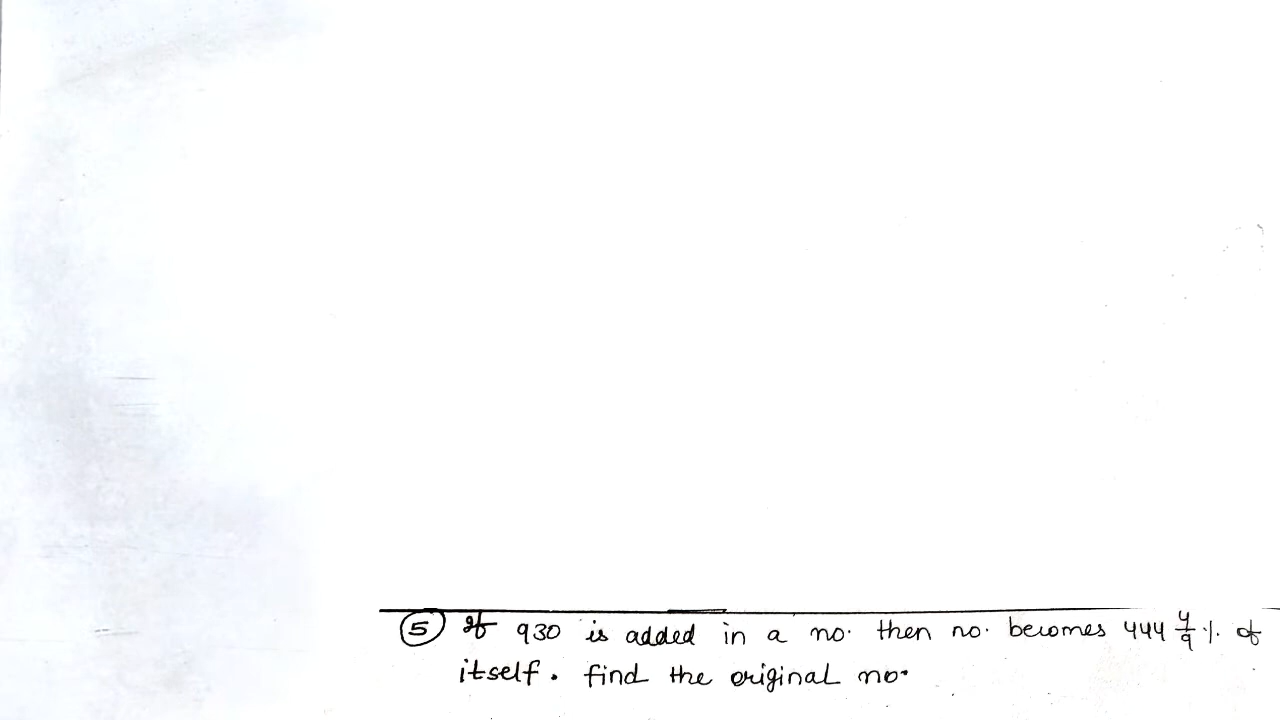 ⑤ If 930 is added in a no. then no. becomes 444 4/9 % of
itself. find the original no.